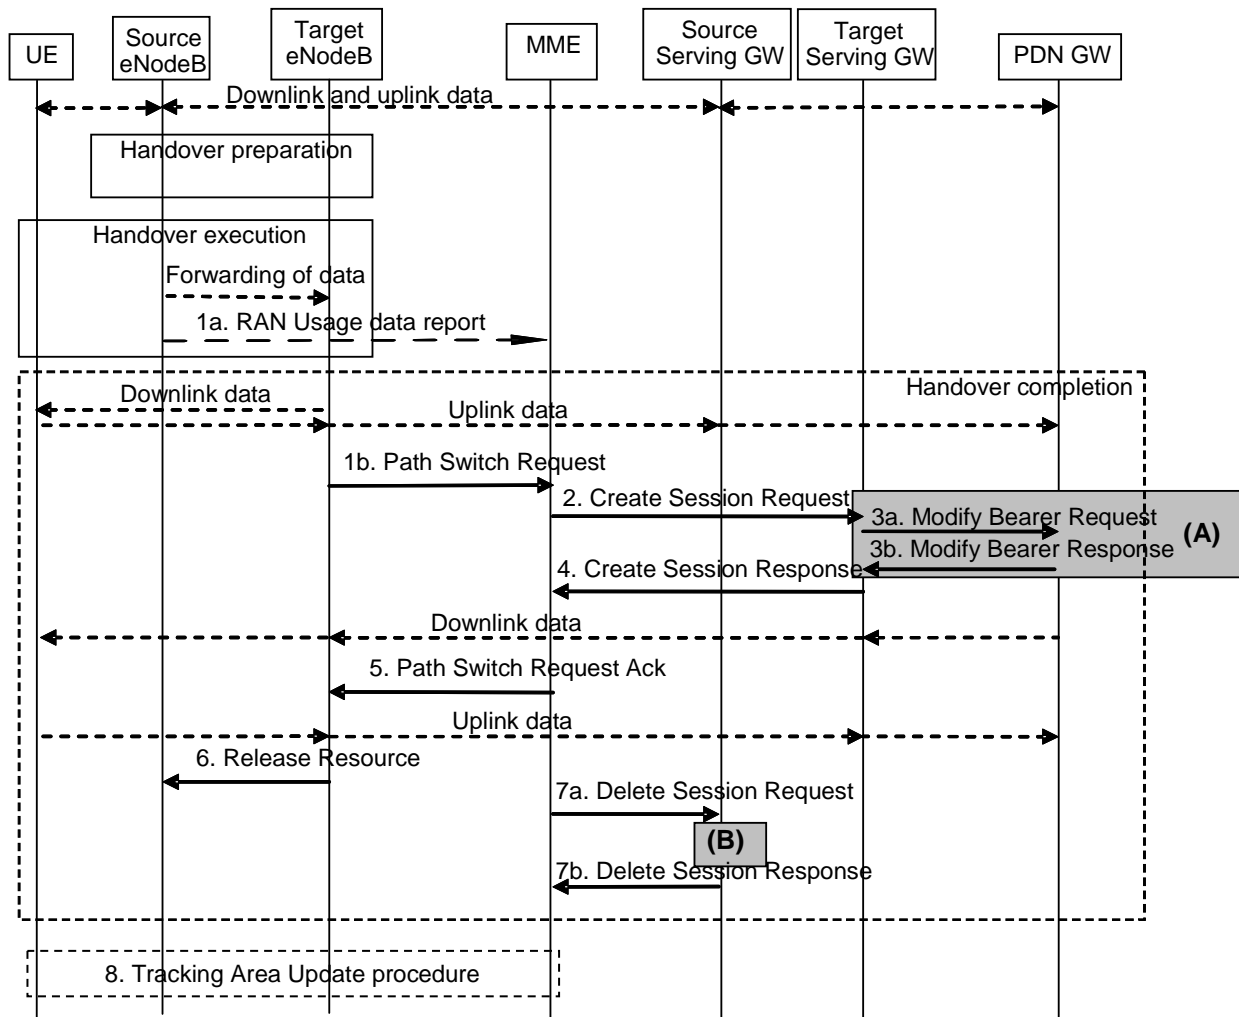 UE
Source
eNodeB
Target
eNodeB
MME
Source
Serving GW
Target
Serving GW
PDN GW
Downlink and uplink data
Handover preparation
Handover execution
Forwarding of data
1a. RAN Usage data report
Handover completion
Downlink data
Uplink data
1b. Path Switch Request
2. Create Session Request
3a. Modify Bearer Request
(A)
3b. Modify Bearer Response
4. Create Session Response
Downlink data
5. Path Switch Request Ack
Uplink data
6. Release Resource
7a. Delete Session Request
(B)
7b. Delete Session Response
8. Tracking Area Update procedure